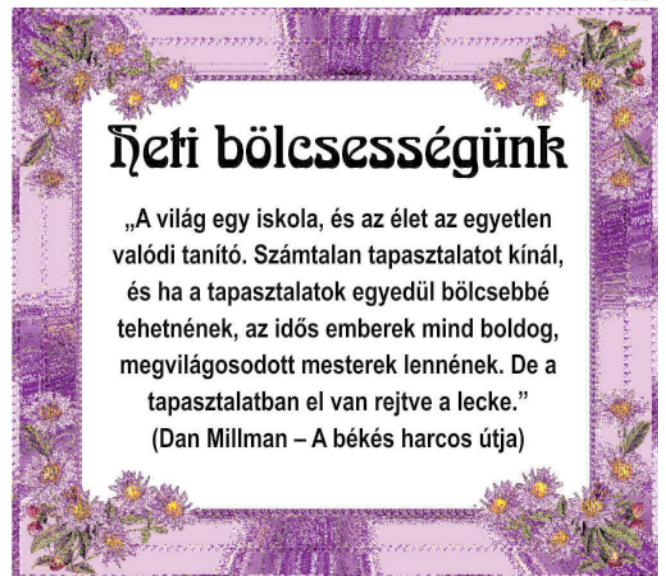 Heti bölcsességünk
„A világ egy iskola, és az élet az egyetlen
valódi tanító. Számtalan tapasztalatot kínál,
és ha a tapasztalatok egyedül bölcsebbé
tehetnének, az idős emberek mind boldog,
megvilágosodott mesterek lennének. De a
tapasztalatban el van rejtve a lecke.”
(Dan Millman – A békés harcos útja)